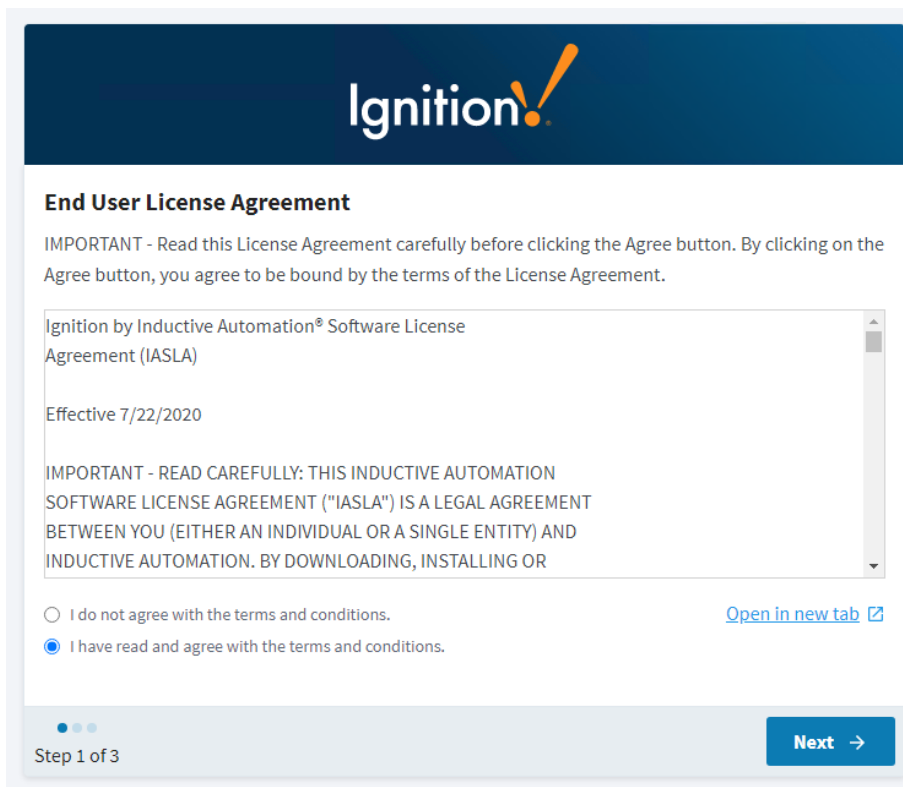 Ignition!
End User License Agreement
IMPORTANT - Read this License Agreement carefully before clicking the Agree button. By clicking on the
Agree button, you agree to be bound by the terms of the License Agreement.
Ignition by Inductive Automation® Software License
Agreement (IASLA)
Effective 7/22/2020
IMPORTANT - READ CAREFULLY: THIS INDUCTIVE AUTOMATION
SOFTWARE LICENSE AGREEMENT ("IASLA") IS A LEGAL AGREEMENT
BETWEEN YOU (EITHER AN INDIVIDUAL OR A SINGLE ENTITY) AND
INDUCTIVE AUTOMATION. BY DOWNLOADING, INSTALLING OR
I do not agree with the terms and conditions.
Open in new tab
I have read and agree with the terms and conditions.
Step 1 of 3
Next →